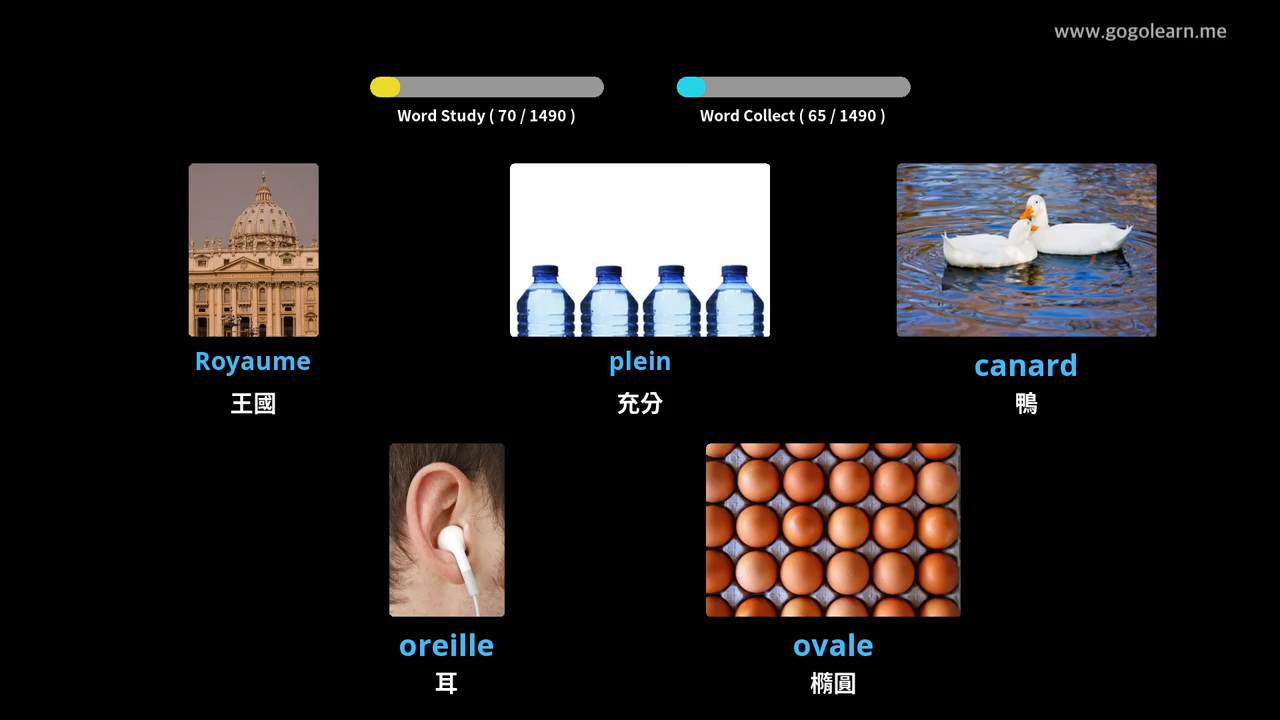 www.gogolearn.me
Word Study ( 70 / 1490 )
Word Collect ( 65 / 1490 )
Royaume
王國
plein
充分
canard
鴨
oreille
耳
ovale
橢圓